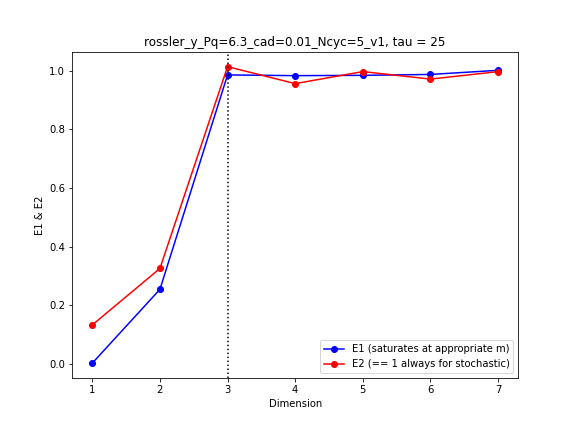 rossler_y_Pq=6.3_cad=0.01_Ncyc=5_v1, tau = 25
E1 & E2
1.0
0.8
0.6
0.4
0.2
0.0
E1 (saturates at appropriate m)
E2 (== 1 always for stochastic)
1 2 3 4 5 6 7
Dimension